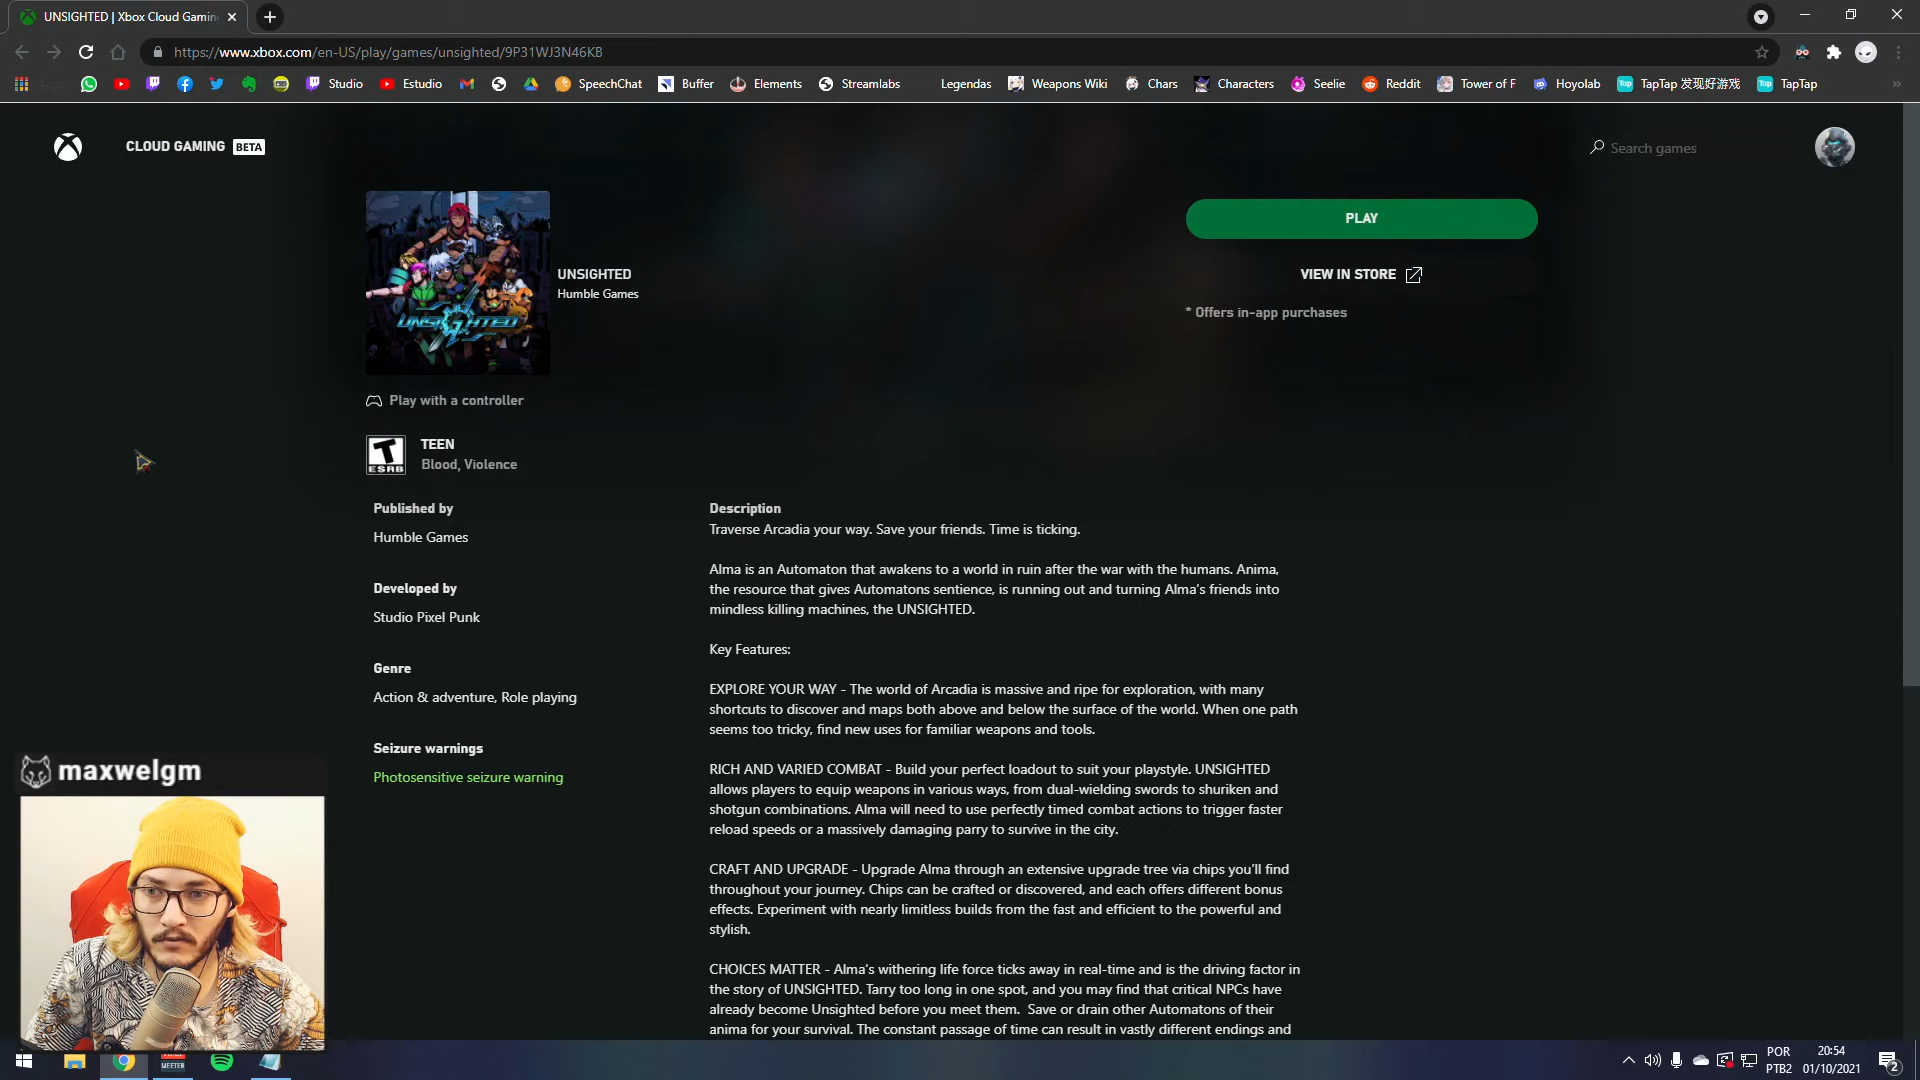 UNSIGHTED | Xbox Cloud Gamin
https://www.xbox.com/en-US/play/games/unsighted/9P31WJ3N46KB
Studio
Estudio
SpeechChat
Buffer
Elements
Streamlabs
Legendas
Weapons Wiki
Chars
Characters
Seelie
Reddit
Tower of F
Hoyolab
TapTap 发现好游戏
TapTap
CLOUD GAMING BETA
Search games
UNSIGHTED
UNSIGHTED
Humble Games
PLAY
VIEW IN STORE
* Offers in-app purchases
Play with a controller
T
ESRB
TEEN
Blood, Violence
Published by
Humble Games
Developed by
Studio Pixel Punk
Genre
Action & adventure, Role playing
Seizure warnings
Photosensitive seizure warning
Description
Traverse Arcadia your way. Save your friends. Time is ticking.
Alma is an Automaton that awakens to a world in ruin after the war with the humans. Anima,
the resource that gives Automatons sentience, is running out and turning Alma's friends into
mindless killing machines, the UNSIGHTED.
Key Features:
EXPLORE YOUR WAY - The world of Arcadia is massive and ripe for exploration, with many
shortcuts to discover and maps both above and below the surface of the world. When one path
seems too tricky, find new uses for familiar weapons and tools.
RICH AND VARIED COMBAT - Build your perfect loadout to suit your playstyle. UNSIGHTED
allows players to equip weapons in various ways, from dual-wielding swords to shuriken and
shotgun combinations. Alma will need to use perfectly timed combat actions to trigger faster
reload speeds or a massively damaging parry to survive in the city.
CRAFT AND UPGRADE - Upgrade Alma through an extensive upgrade tree via chips you'll find
throughout your journey. Chips can be crafted or discovered, and each offers different bonus
effects. Experiment with nearly limitless builds from the fast and efficient to the powerful and
stylish.
CHOICES MATTER - Alma's withering life force ticks away in real-time and is the driving factor in
the story of UNSIGHTED. Tarry too long in one spot, and you may find that critical NPCs have
already become Unsighted before you meet them.  Save or drain other Automatons of their
anima for your survival. The constant passage of time can result in vastly different endings and
maxwelgm
MEETER
POR
PTB2
20:54
01/10/2021
2